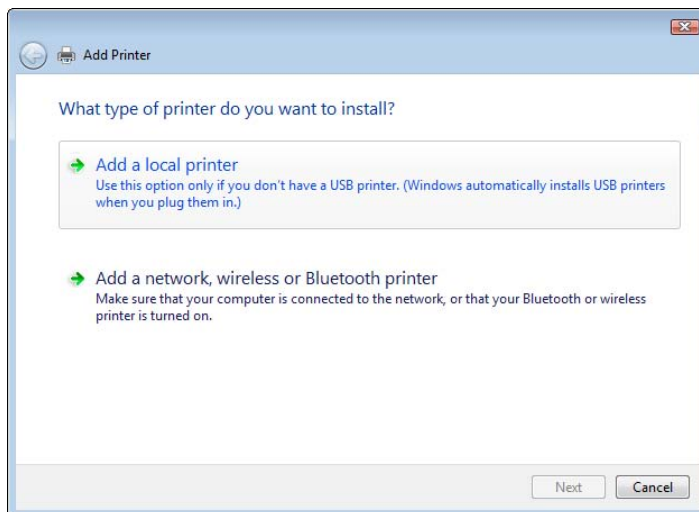 Add Printer
What type of printer do you want to install?
Add a local printer
Use this option only if you don't have a USB printer. (Windows automatically installs USB printers
when you plug them in.)
Add a network, wireless or Bluetooth printer
Make sure that your computer is connected to the network, or that your Bluetooth or wireless
printer is turned on.
Next
Cancel